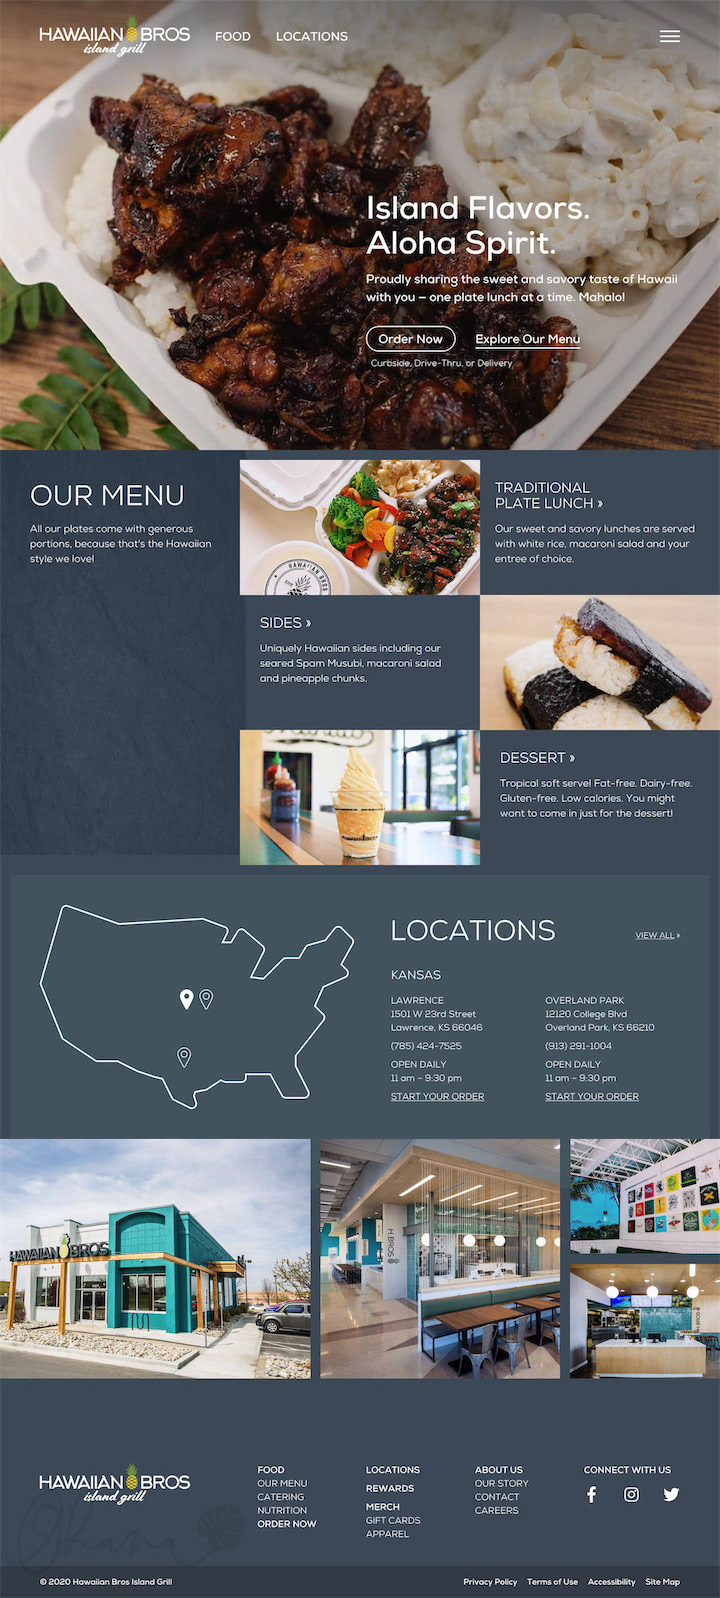 HAWAIIAN BROS
island grill
FOOD
LOCATIONS
Island Flavors.
Aloha Spirit.
Proudly sharing the sweet and savory taste of Hawaii
with you – one plate lunch at a time. Mahalo!
Order Now
Explore Our Menu
Curbside, Drive-Thru, or Delivery
OUR MENU
All our plates come with generous
portions, because that's the Hawaiian
style we love!
HAWAIIAN BROS
EST
TRADITIONAL
PLATE LUNCH »
Our sweet and savory lunches are served
with white rice, macaroni salad and your
entree of choice.
SIDES »
Uniquely Hawaiian sides including our
seared Spam Musubi, macaroni salad
and pineapple chunks.
HAWAIIAN BROS
DESSERT »
Tropical soft serve! Fat-free. Dairy-free.
Gluten-free. Low calories. You might
want to come in just for the dessert!
LOCATIONS
VIEW ALL »
KANSAS
LAWRENCE
1501 W 23rd Street
Lawrence, KS 66046
(785) 424-7525
OPEN DAILY
11 am – 9:30 pm
START YOUR ORDER
OVERLAND PARK
12120 College Blvd
Overland Park, KS 66210
(913) 291-1004
OPEN DAILY
11 am – 9:30 pm
START YOUR ORDER
HAWAIIAN BROS
H BROS
HAWAIIAN BROS
island grill
Ohana
FOOD
OUR MENU
CATERING
NUTRITION
ORDER NOW
LOCATIONS
REWARDS
MERCH
GIFT CARDS
APPAREL
ABOUT US
OUR STORY
CONTACT
CAREERS
CONNECT WITH US
© 2020 Hawaiian Bros Island Grill
Privacy Policy
Terms of Use
Accessibility
Site Map